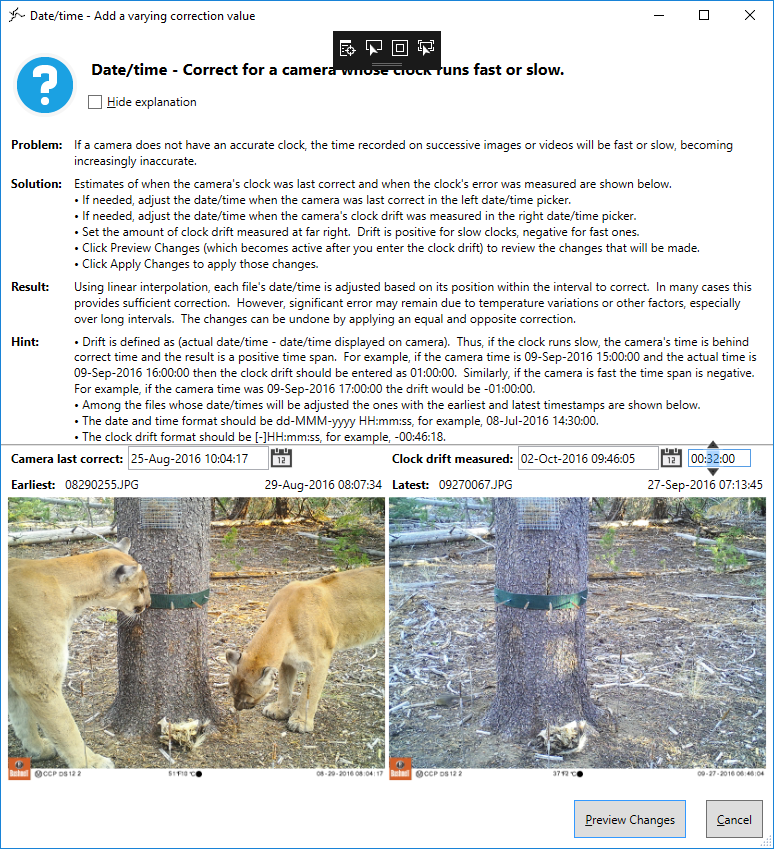 Date/time - Add a varying correction value
Date/time - Correct for a camera whose clock runs fast or slow.
Hide explanation
Problem: If a camera does not have an accurate clock, the time recorded on successive images or videos will be fast or slow, becoming
increasingly inaccurate.
Solution: Estimates of when the camera's clock was last correct and when the clock's error was measured are shown below.
• If needed, adjust the date/time when the camera was last correct in the left date/time picker.
• If needed, adjust the date/time when the camera's clock drift was measured in the right date/time picker.
• Set the amount of clock drift measured at far right. Drift is positive for slow clocks, negative for fast ones.
• Click Preview Changes (which becomes active after you enter the clock drift) to review the changes that will be made.
• Click Apply Changes to apply those changes.
Result: Using linear interpolation, each file's date/time is adjusted based on its position within the interval to correct. In many cases this
provides sufficient correction. However, significant error may remain due to temperature variations or other factors, especially
over long intervals. The changes can be undone by applying an equal and opposite correction.
Hint: • Drift is defined as (actual date/time - date/time displayed on camera). Thus, if the clock runs slow, the camera's time is behind
correct time and the result is a positive time span. For example, if the camera time is 09-Sep-2016 15:00:00 and the actual time is
09-Sep-2016 16:00:00 then the clock drift should be entered as 01:00:00. Similarly, if the camera is fast the time span is negative.
For example, if the camera time was 09-Sep-2016 17:00:00 the drift would be -01:00:00.
• Among the files whose date/times will be adjusted the ones with the earliest and latest timestamps are shown below.
• The date and time format should be dd-MMM-yyyy HH:mm:ss, for example, 08-Jul-2016 14:30:00.
• The clock drift format should be [-]HH:mm:ss, for example, -00:46:18.
Camera last correct: 25-Aug-2016 10:04:17 12 Clock drift measured: 02-Oct-2016 09:46:05 12 00:32:00
Earliest: 08290255.JPG 29-Aug-2016 08:07:34 Latest: 09270067.JPG 27-Sep-2016 07:13:45
Bushnell CCP DS12 2 08-29-2016 08:04:17
Bushnell CCP DS12 2 09-27-2016 06:46:04
Preview Changes Cancel